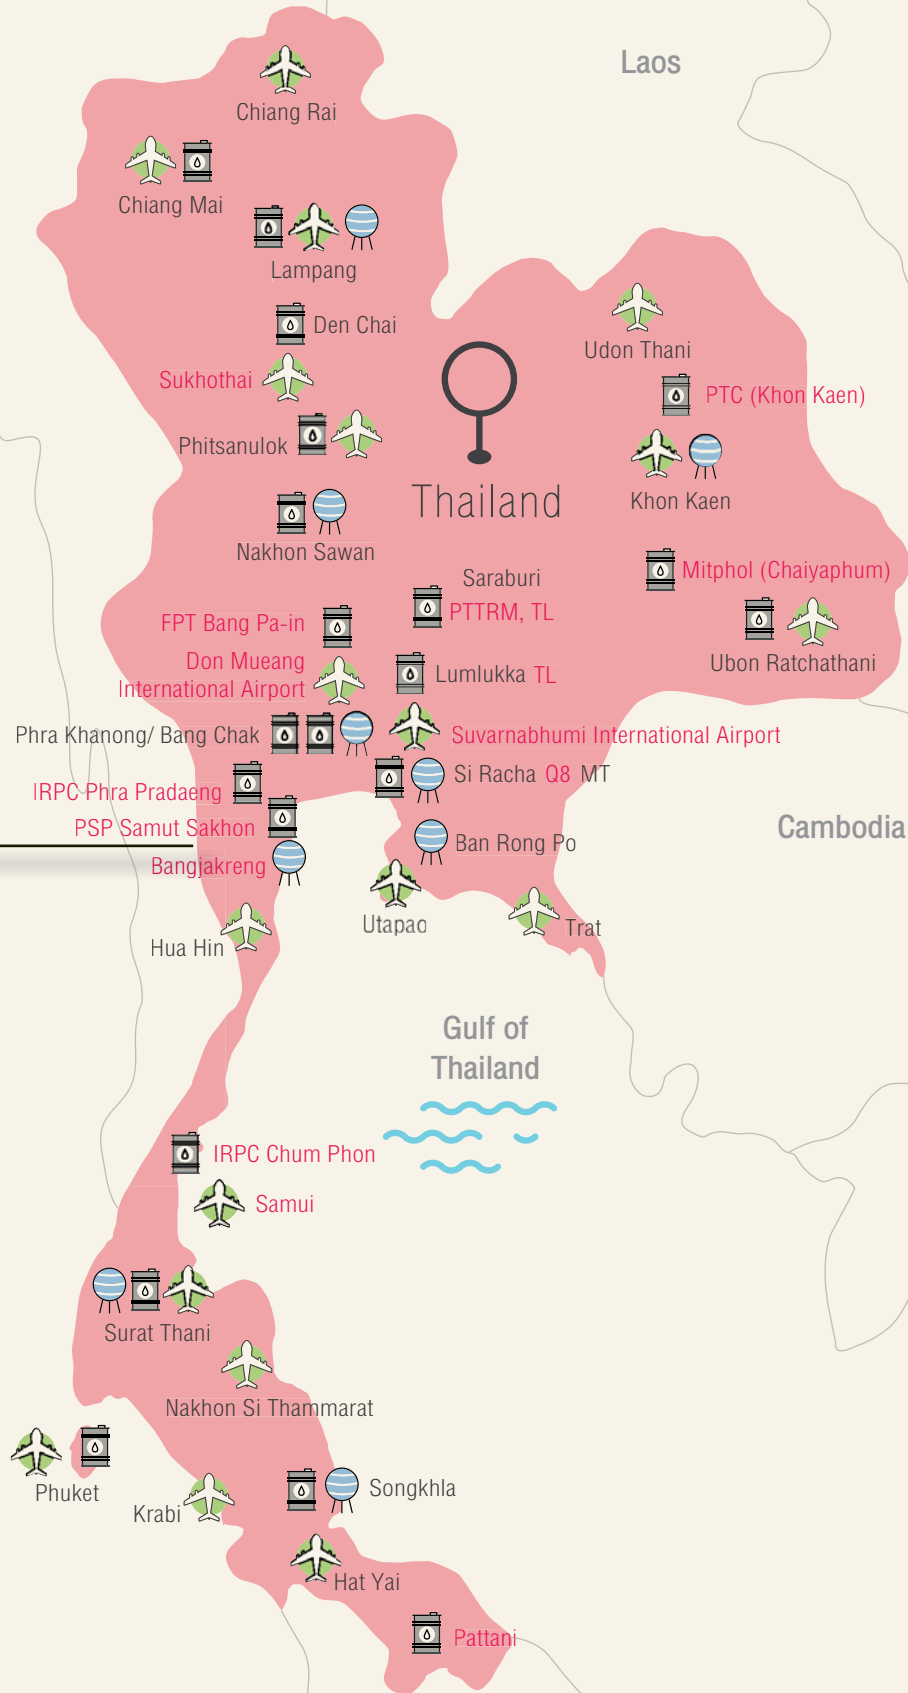 Laos
Chiang Rai
Chiang Mai
Lampang
Den Chai
Udon Thani
Sukhothai
PTC (Khon Kaen)
Phitsanulok
Khon Kaen
Thailand
Nakhon Sawan
Saraburi
Mitphol (Chaiyaphum)
PTTRM, TL
FPT Bang Pa-in
Don Mueang
International Airport
Ubon Ratchathani
Lumlukka TL
Phra Khanong/ Bang Chak
Suvarnabhumi International Airport
Si Racha Q8 MT
IRPC Phra Pradaeng
PSP Samut Sakhon
Cambodia
Ban Rong Po
Bangjakreng
Utapao
Trat
Hua Hin
Gulf of
Thailand
IRPC Chum Phon
Samui
Surat Thani
Nakhon Si Thammarat
Phuket
Krabi
Songkhla
Hat Yai
Pattani